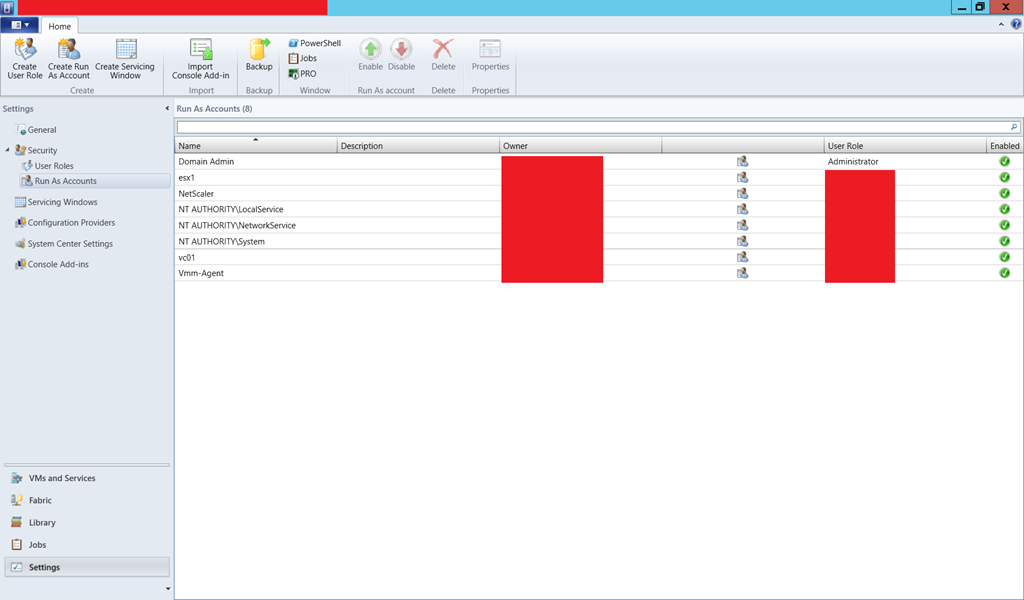 Home
Create User Role
Create Run As Account
Create Servicing Window
Create
Import Console Add-in
Import
Backup
Backup
PowerShell
Jobs
PRO
Window
Enable
Disable
Run As account
Delete
Delete
Properties
Properties
Settings
General
Security
User Roles
Run As Accounts
Servicing Windows
Configuration Providers
System Center Settings
Console Add-ins
VMs and Services
Fabric
Library
Jobs
Settings
Run As Accounts (8)
Name Description Owner User Role Enabled
Domain Admin Administrator
esx1
NetScaler
NT AUTHORITY\LocalService
NT AUTHORITY\NetworkService
NT AUTHORITY\System
vc01
Vmm-Agent